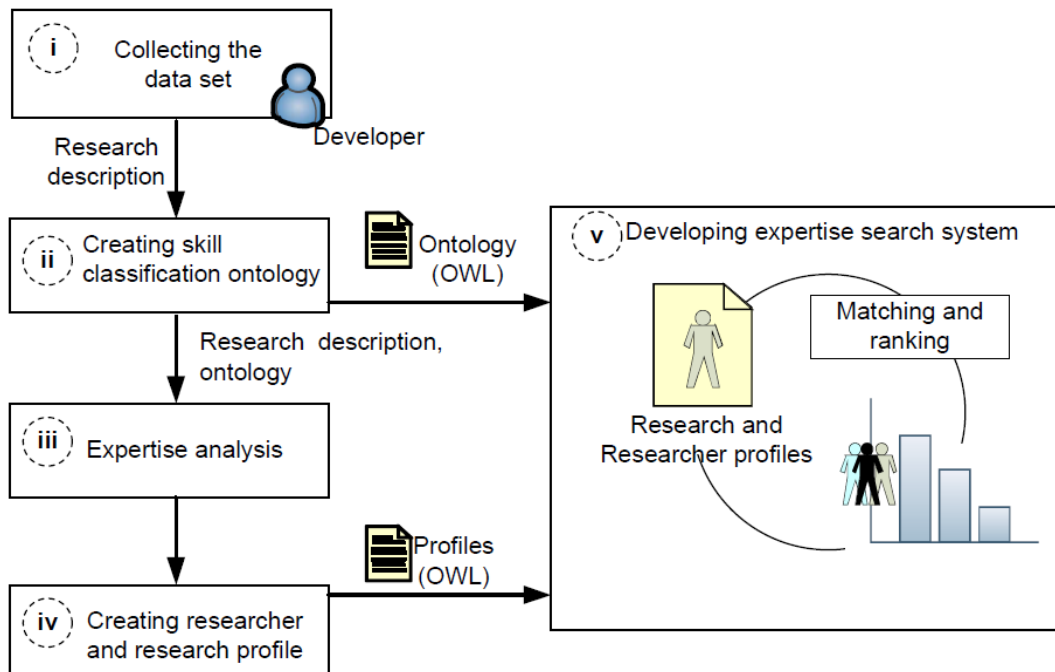 i
Collecting the
data set
Developer
Research
description
ii
Creating skill
classification ontology
Ontology
(OWL)
Research description,
ontology
iii
Expertise analysis
Profiles
(OWL)
iv
Creating researcher
and research profile
v
Developing expertise search system
Matching and
ranking
Research and
Researcher profiles